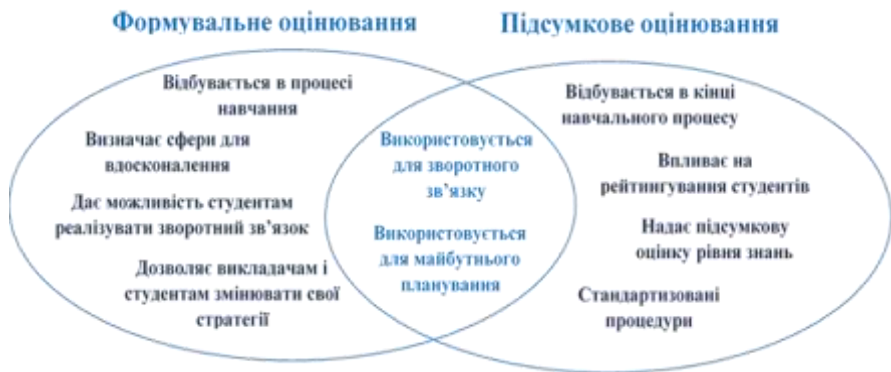 Формувальне оцінювання
Підсумкове оцінювання
Відбувається в процесі
навчання
Визначає сфери для
вдосконалення
Дає можливість студентам
реалізувати зворотний зв’язок
Дозволяє викладачам і
студентам змінювати свої
стратегії
Використовується
для зворотного
зв’язку
Використовується
для майбутнього
планування
Відбувається в кінці
навчального процесу
Впливає на
рейтингування студентів
Надає підсумкову
оцінку рівня знань
Стандартизовані
процедури